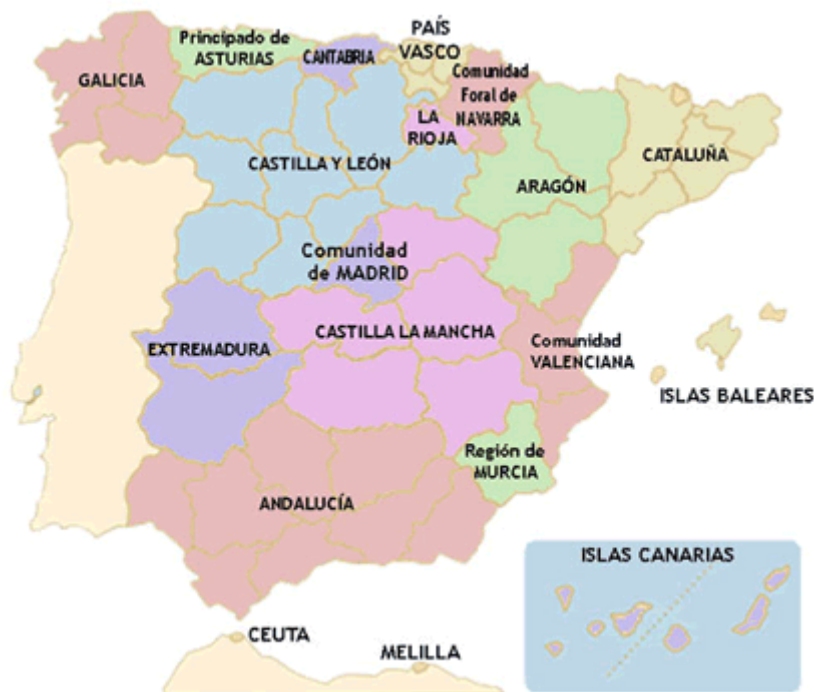 PAÍS
VASCO
Principado de
ASTURIAS
CANTABRIA
GALICIA
Comunidad
Foral de
NAVARRA
LA
RIOJA
CASTILLA Y LEÓN
CATALUÑA
ARAGÓN
Comunidad
de MADRID
CASTILLA LA MANCHA
EXTREMADURA
Comunidad
VALENCIANA
ISLAS BALEARES
Región de
MURCIA
ANDALUCÍA
ISLAS CANARIAS
CEUTA
MELILLA